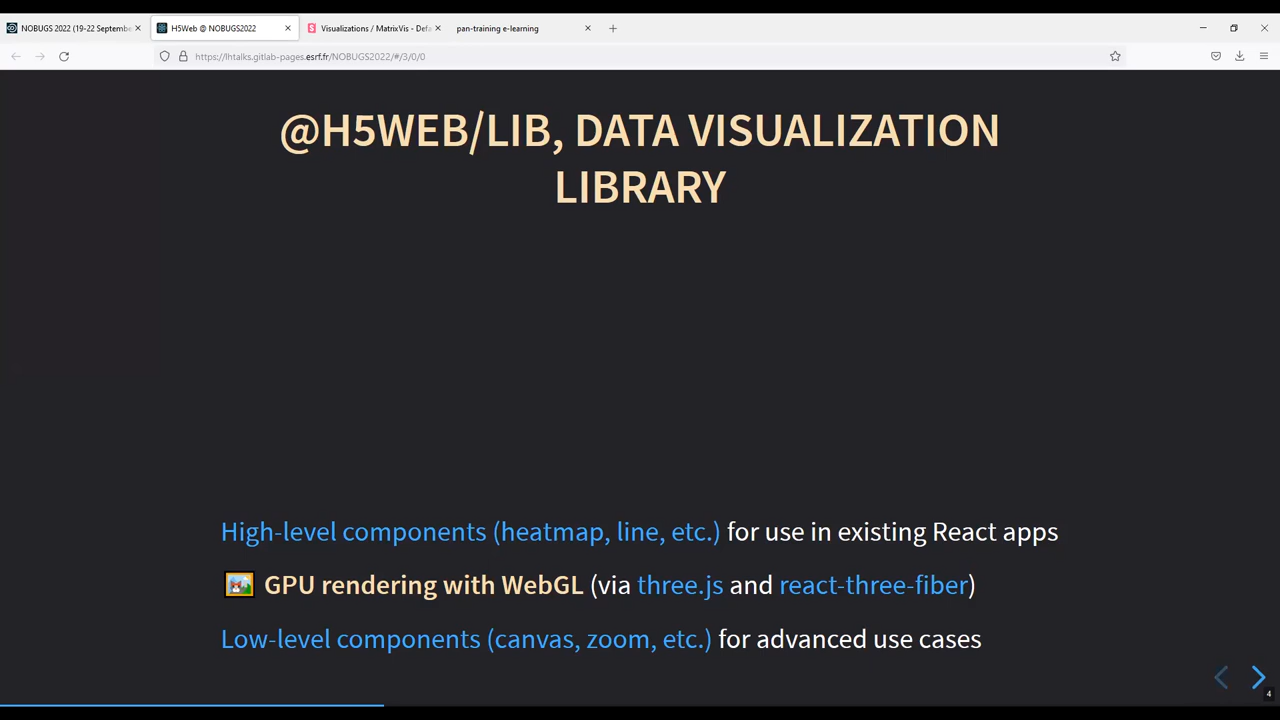 NOBUGS 2022 (19-22 Septembe
H5Web @ NOBUGS2022
Visualizations / MatrixVis - Defa
pan-training e-learning
https://lhtalks.gitlab-pages.esrf.fr/NOBUGS2022/#/3/0/0
@H5WEB/LIB, DATA VISUALIZATION
LIBRARY
High-level components (heatmap, line, etc.) for use in existing React apps
GPU rendering with WebGL (via three.js and react-three-fiber)
Low-level components (canvas, zoom, etc.) for advanced use cases
4